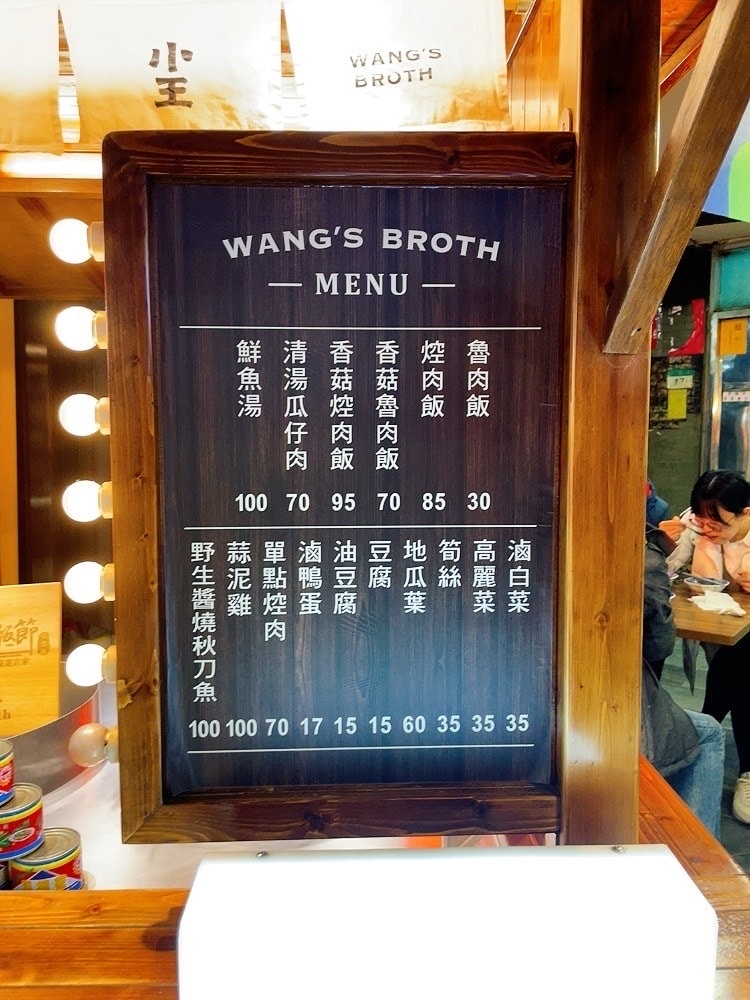 小王
WANG'S
BROTH
WANG'S BROTH
MENU
魯肉飯 30
焢肉飯 85
香菇魯肉飯 70
香菇焢肉飯 95
清湯瓜仔肉 70
鮮魚湯 100
滷白菜 35
高麗菜 35
筍絲 35
地瓜葉 60
豆腐 15
油豆腐 15
滷鴨蛋 17
單點焢肉 70
蒜泥雞 100
野生醬燒秋刀魚 100
飯節